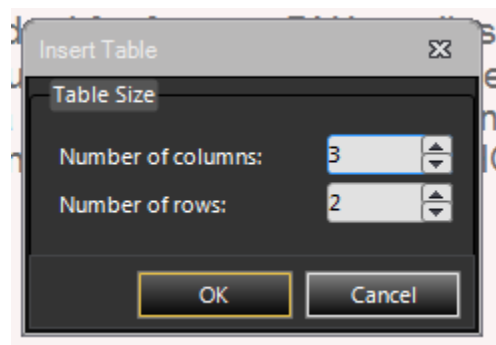 Insert Table
Table Size
Number of columns: 3
Number of rows: 2
OK Cancel